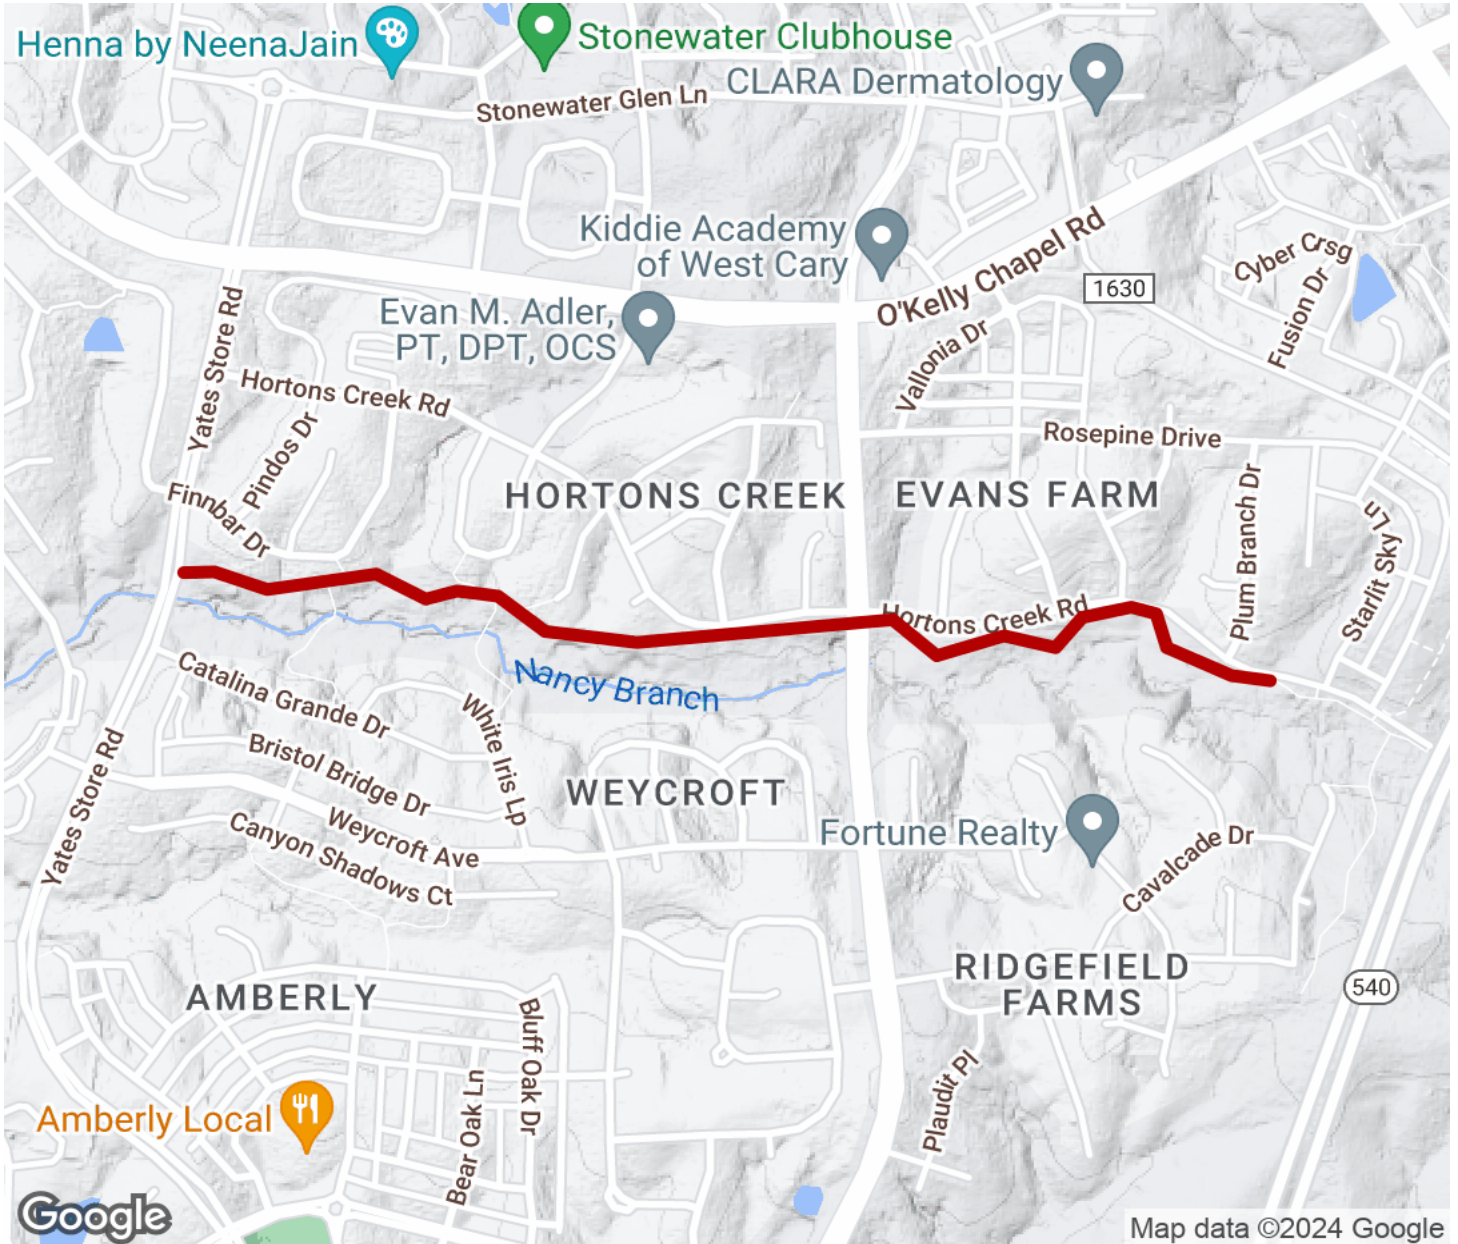 Henna by NeenaJain
Stonewater Clubhouse
CLARA Dermatology
Stonewater Glen Ln
Kiddie Academy
of West Cary
O'Kelly Chapel Rd
1630
Cyber Crsg
Fusion Dr
Evan M. Adler,
PT, DPT, OCS
Yates Store Rd
Vallonia Dr
Hortons Creek Rd
Pindos Dr
Rosepine Drive
HORTONS CREEK
EVANS FARM
Finnbar Dr
Plum Branch Dr
Starlit Sky Ln
Hortons Creek Rd
Nancy Branch
Catalina Grande Dr
White Iris Lp
Bristol Bridge Dr
WEYCROFT
Yates Store Rd
Weycroft Ave
Canyon Shadows Ct
Fortune Realty
Cavalcade Dr
RIDGEFIELD
FARMS
540
AMBERLY
Bluff Oak Dr
Bear Oak Ln
Plaudit Pl
Amberly Local
Google
Map data ©2024 Google